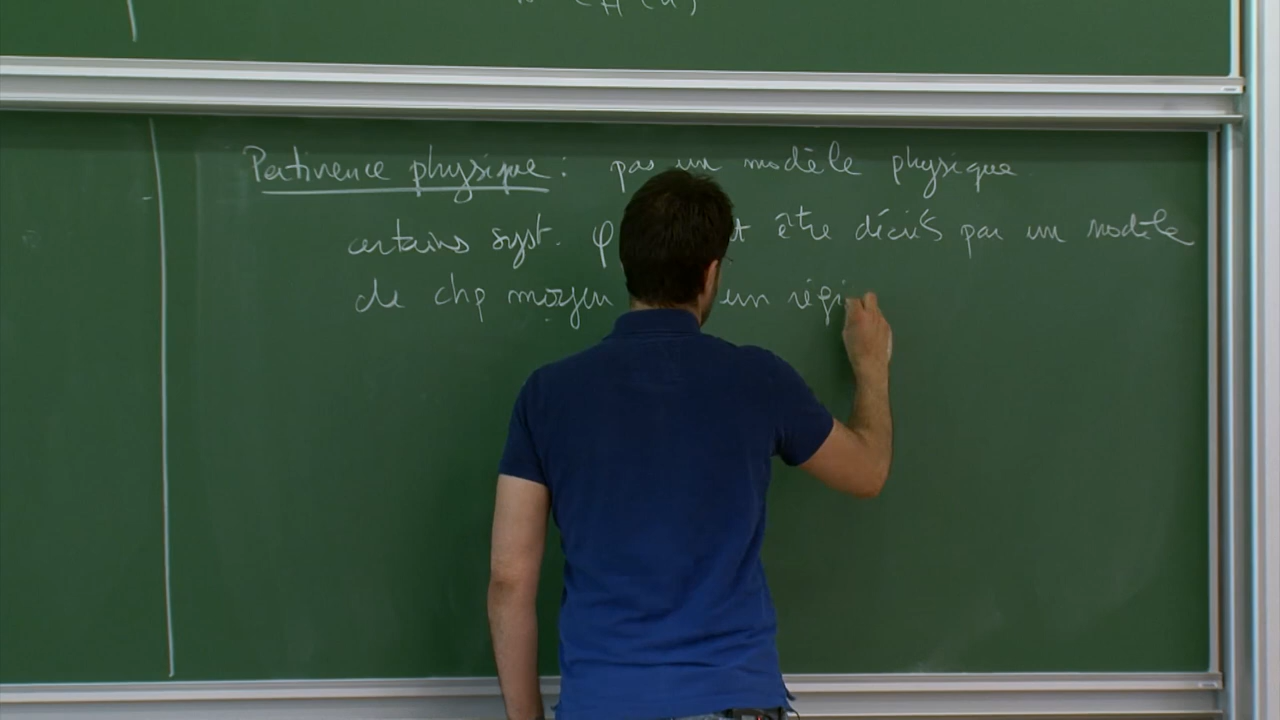 Pertinence physique : pas un modèle physique
certains syst. φ être décrits par un modèle
de chp moyen un régi